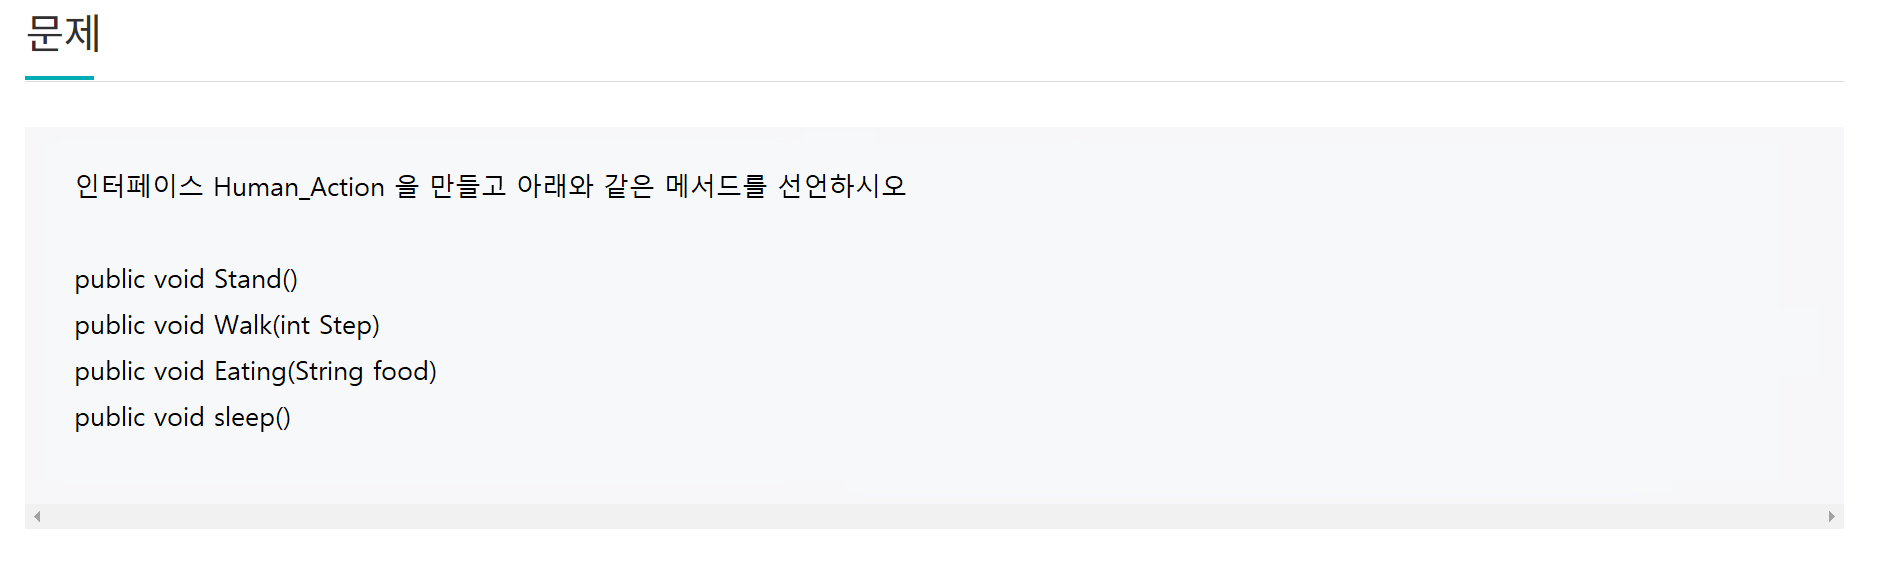 문제
인터페이스 Human_Action 을 만들고 아래와 같은 메서드를 선언하시오
public void Stand()
public void Walk(int Step)
public void Eating(String food)
public void sleep()